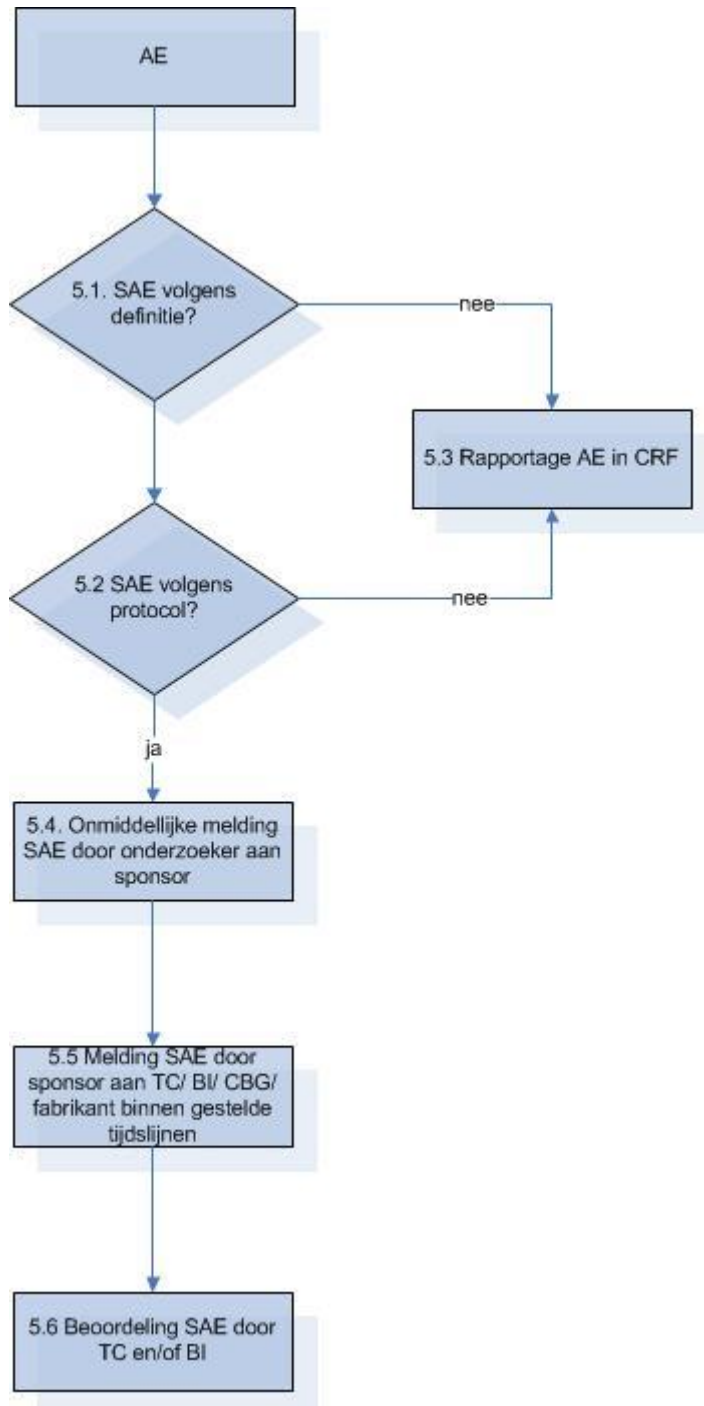 AE
5.1. SAE volgens
definitie?
nee
5.3 Rapportage AE in CRF
5.2 SAE volgens
protocol?
nee
ja
5.4. Onmiddellijke melding
SAE door onderzoeker aan
sponsor
5.5 Melding SAE door
sponsor aan TC/ BI/ CBG/
fabrikant binnen gestelde
tijdslijnen
5.6 Beoordeling SAE door
TC en/of BI